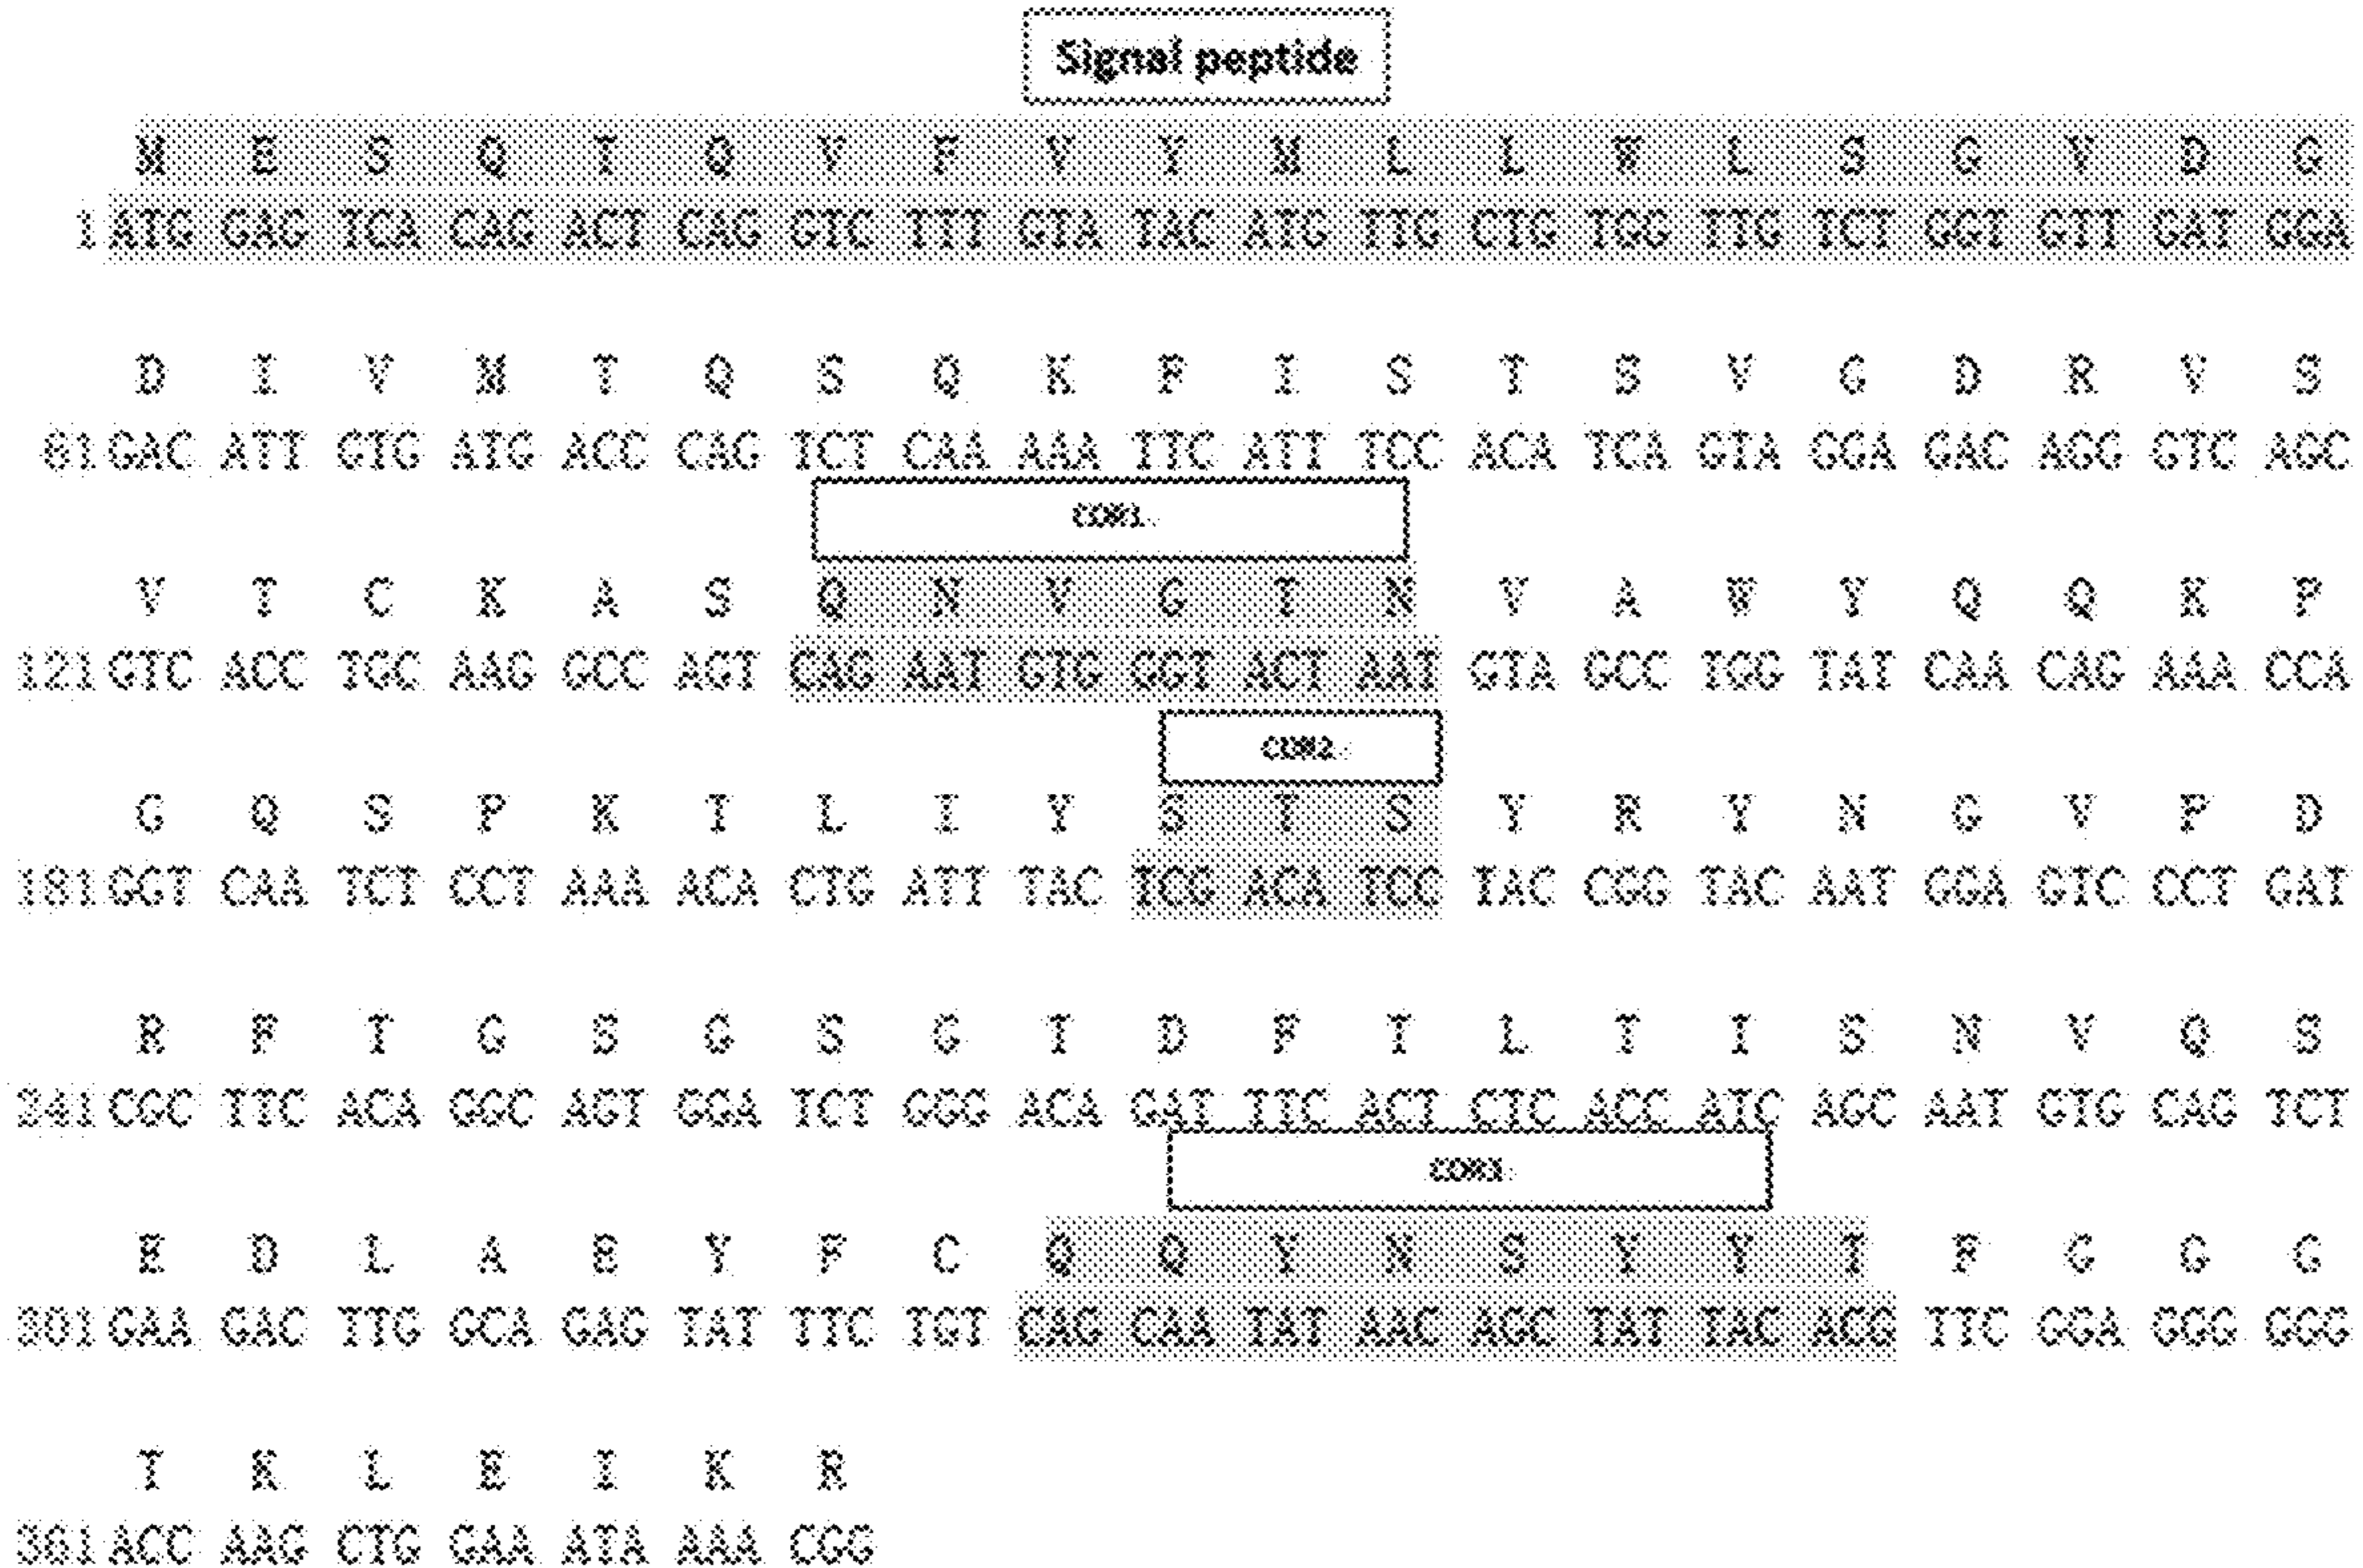 Signal peptide
M E S Q T Q V F V Y M L L W L S G V D G
1 ATG GAG TCA CAG ACT CAG GTC TTT GTA TAC ATG TTG CTG TGG TTG TCT GGT GTT GAT GGA
D I V M T Q S Q K F I S T S V G D R V S
61 GAC ATT GTG ATG ACC CAG TCT CAA AAA TTC ATT TCC ACA TCA GTA GGA GAC AGG GTC AGC
CDR1
V T C K A S Q N V G T N V A W Y Q Q K P
121 GTC ACC TGC AAG GCC AGT CAG AAT GTG GGT ACT AAT GTA GCC TGG TAT CAA CAG AAA CCA
CDR2
G Q S P K T L I Y S T S Y R Y N G V P D
181 GGT CAA TCT CCT AAA ACA CTG ATT TAC TCG ACA TCC TAC CGG TAC AAT GGA GTC CCT GAT
R F T G S G S G T D F T L T I S N V Q S
241 CGC TTC ACA GGC AGT GGA TCT GGG ACA GAT TTC ACT CTC ACC ATC AGC AAT GTG CAG TCT
CDR3
E D L A E Y F C Q Q Y N S Y Y T F G G G
301 GAA GAC TTG GCA GAG TAT TTC TGT CAG CAA TAT AAC AGC TAT TAC ACG TTC GGA GGG GGG
T K L E I K R
361 ACC AAG CTG GAA ATA AAA CGG